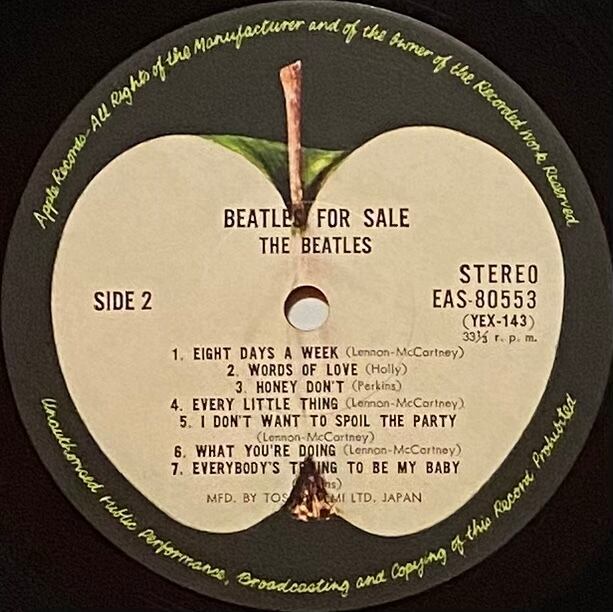 Apple Records-All Rights of the Manufacturer and of the Owner of the Recorded Work Reserved
BEATLES FOR SALE
THE BEATLES
SIDE 2
STEREO
EAS-80553
(YEX-143)
33⅓ r. p. m.
1. EIGHT DAYS A WEEK (Lennon-McCartney)
2. WORDS OF LOVE (Holly)
3. HONEY DON'T (Perkins)
4. EVERY LITTLE THING (Lennon-McCartney)
5. I DON'T WANT TO SPOIL THE PARTY
(Lennon-McCartney)
6. WHAT YOU'RE DOING (Lennon-McCartney)
7. EVERYBODY'S TRYING TO BE MY BABY
MFD. BY TOSHIBA EMI LTD, JAPAN
Unauthorised Public Performance, Broadcasting and Copying of this Record Prohibited